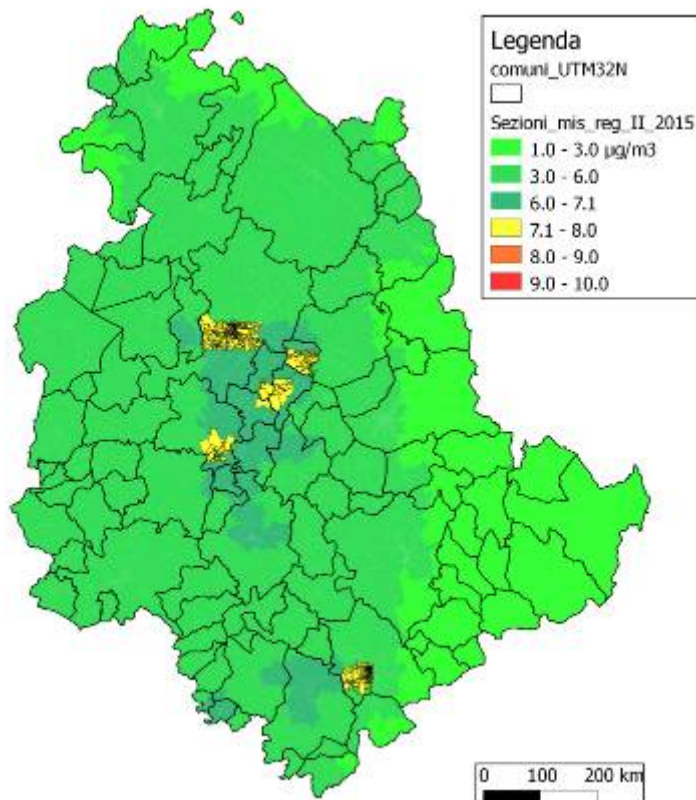 Legenda
comuni_UTM32N
Sezioni_mis_reg_II_2015
1.0 - 3.0 µg/m3
3.0 - 6.0
6.0 - 7.1
7.1 - 8.0
8.0 - 9.0
9.0 - 10.0
0 100 200 km